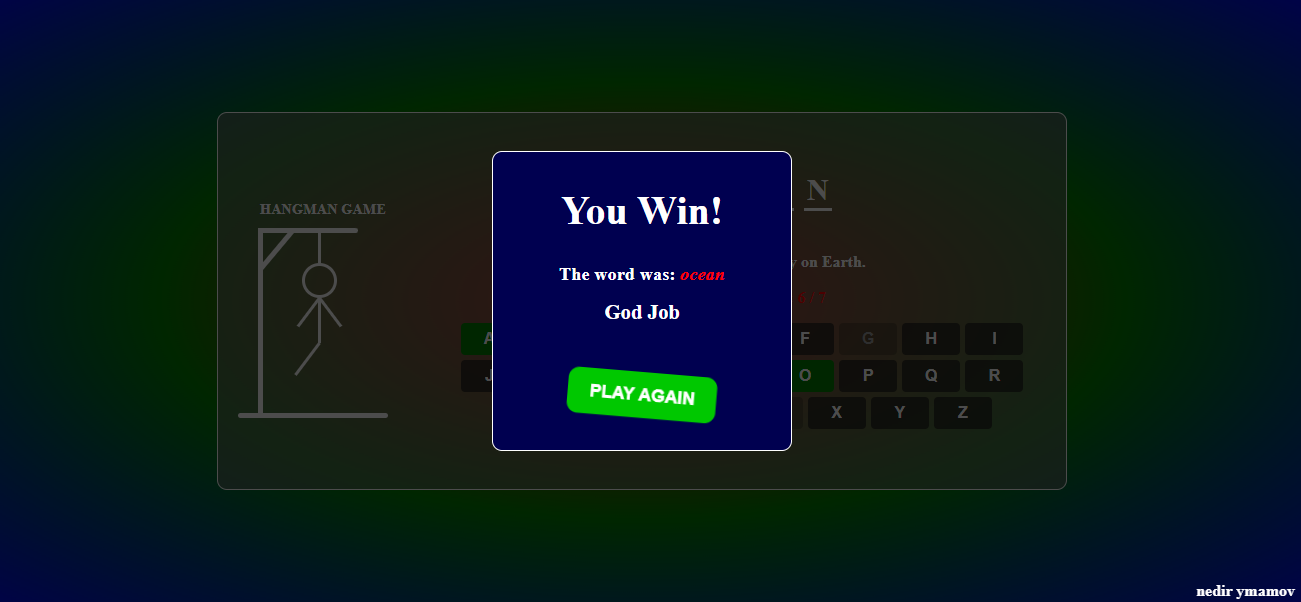 HANGMAN GAME
N
You Win!
The word was: ocean
God Job
PLAY AGAIN
on Earth.
A F G H I
J O P Q R
X Y Z
nedir ymamov